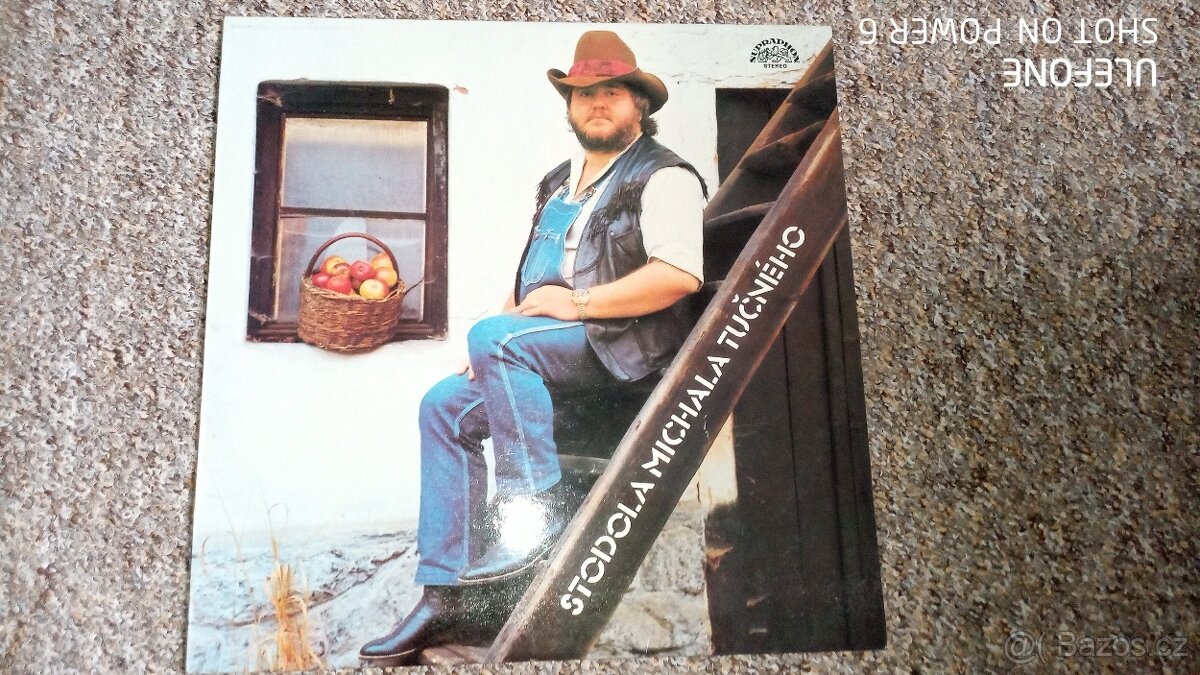 SUPRAPHON
STEREO
STODOLA MICHALA TUČNÉHO
ULEFONE
SHOT ON POWER 6
@( Bazos.cz